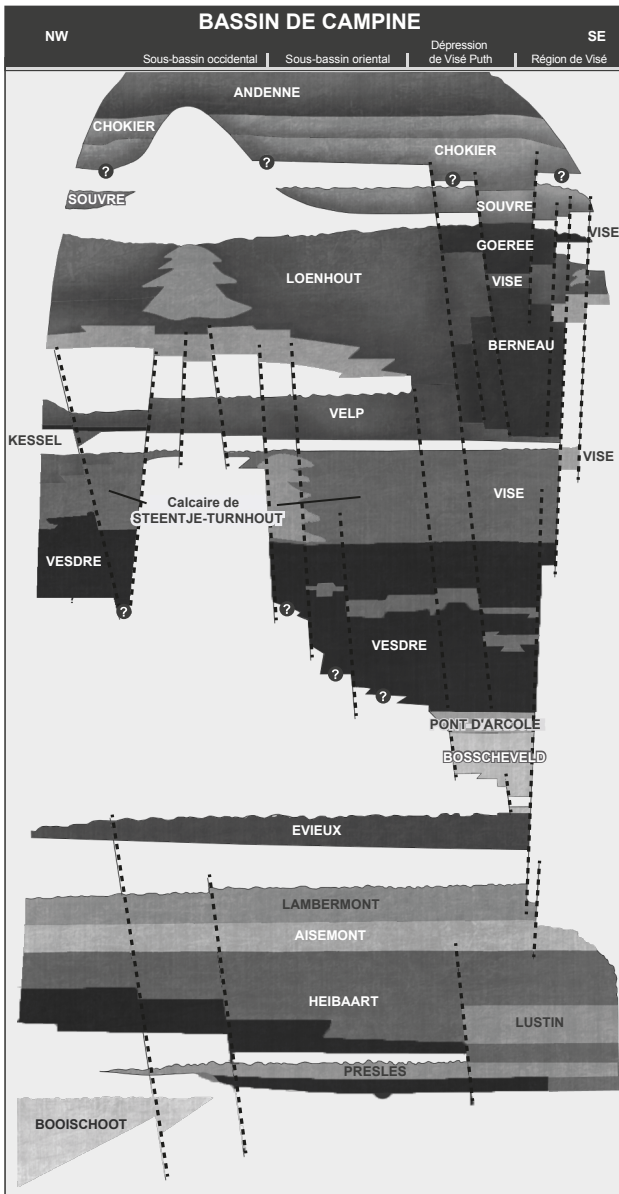 BASSIN DE CAMPINE
NW
SE
Sous-bassin occidental
Sous-bassin oriental
Dépression
de Visé Puth
Région de Visé
ANDENNE
CHOKIER
CHOKIER
?
?
?
?
SOUVRE
SOUVRE
VISE
GOEREE
LOENHOUT
VISE
BERNEAU
VELP
KESSEL
VISE
VISE
Calcaire de
STEENTJE-TURNHOUT
VESDRE
?
?
VESDRE
?
?
PONT D'ARCOLE
BOSSCHEVELD
EVIEUX
LAMBERMONT
AISEMONT
HEIBAART
LUSTIN
PRESLES
BOOISCHOOT